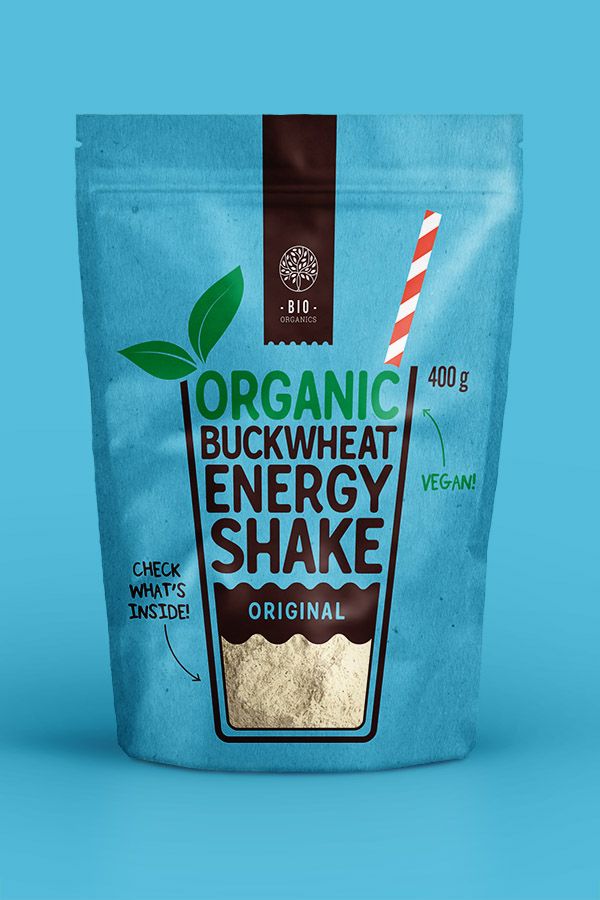 - BIO -
ORGANICS
400 g
ORGANIC
BUCKWHEAT
ENERGY
SHAKE
VEGAN!
CHECK
WHAT'S
INSIDE!
ORIGINAL